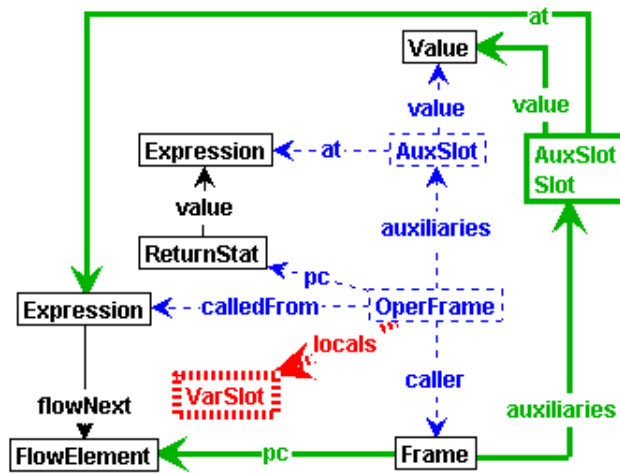 at
Value
value
value
Expression
at
AuxSlot
AuxSlot
Slot
value
auxiliaries
ReturnStat
pc
Expression
calledFrom
OperFrame
locals
VarSlot
caller
flowNext
auxiliaries
FlowElement
pc
Frame